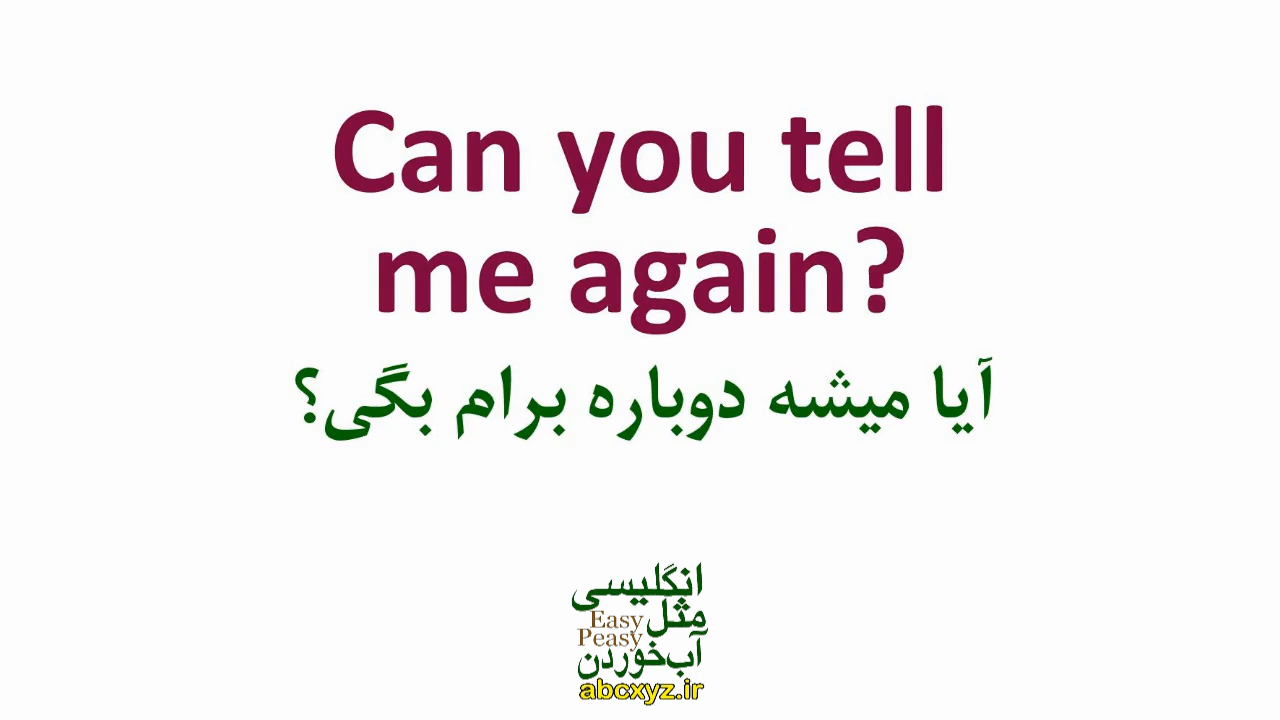 Can you tell
me again?
آیا میشه دوباره برام بگی؟
انگلیسی
مثل
Easy
Peasy
آب‌خوردن
abcxyz.ir